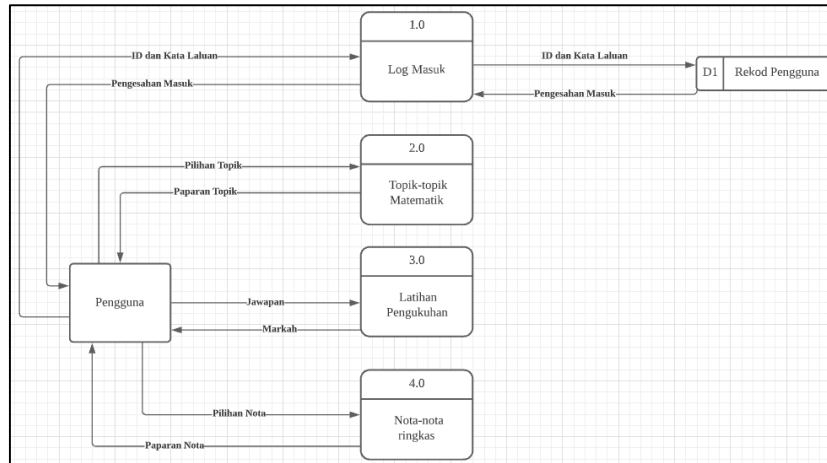 1.0
ID dan Kata Laluan
Log Masuk
ID dan Kata Laluan
D1
Rekod Pengguna
Pengesahan Masuk
Pengesahan Masuk
2.0
Pilihan Topik
Topik-topik
Matematik
Paparan Topik
3.0
Pengguna
Jawapan
Latihan
Pengukuhan
Markah
4.0
Pilihan Nota
Nota-nota
ringkas
Paparan Nota